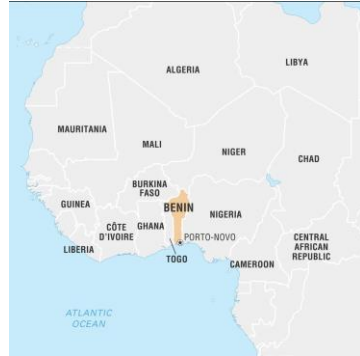 ALGERIA
LIBYA
MAURITANIA
MALI
NIGER
CHAD
BURKINA
FASO
BENIN
GUINEA
NIGERIA
CÔTE
D'IVOIRE
GHANA
PORTO-NOVO
CENTRAL
AFRICAN
REPUBLIC
LIBERIA
TOGO
CAMEROON
ATLANTIC
OCEAN